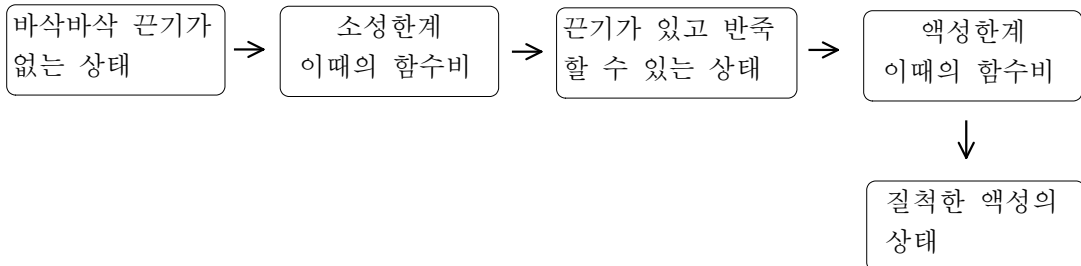 바삭바삭 끈기가
없는 상태
소성한계
이때의 함수비
끈기가 있고 반죽
할 수 있는 상태
액성한계
이때의 함수비
질척한 액성의
상태